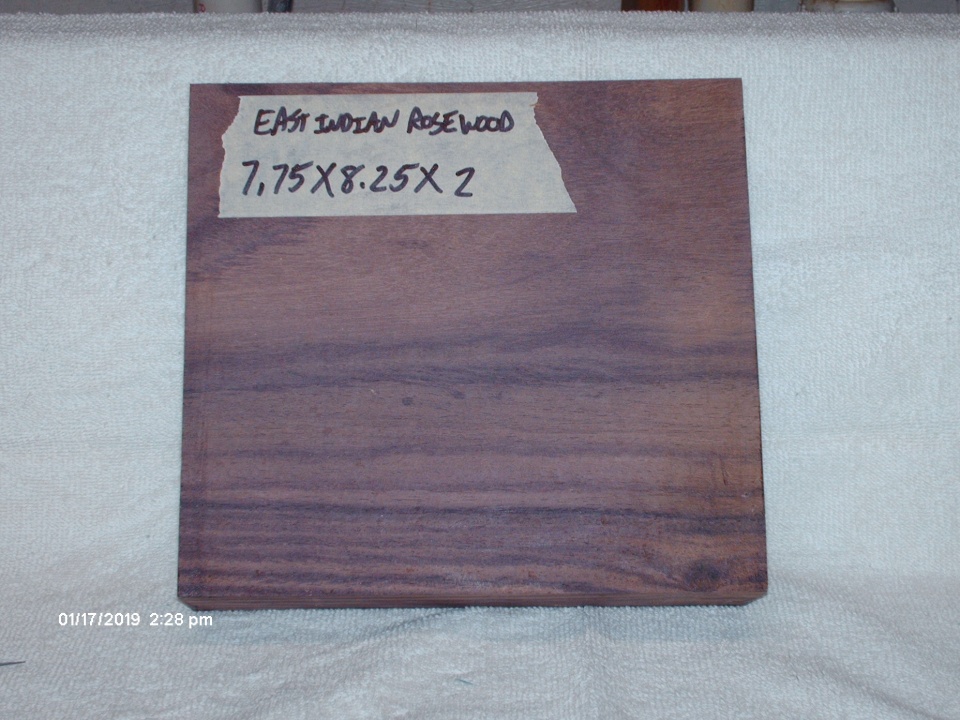 EAST INDIAN ROSEWOOD
7.75X8.25X2
01/17/2019 2:28 pm